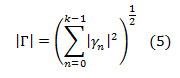 |Γ| = (∑_{n=0}^{k-1} |γ_n|²)^{1/2} (5)